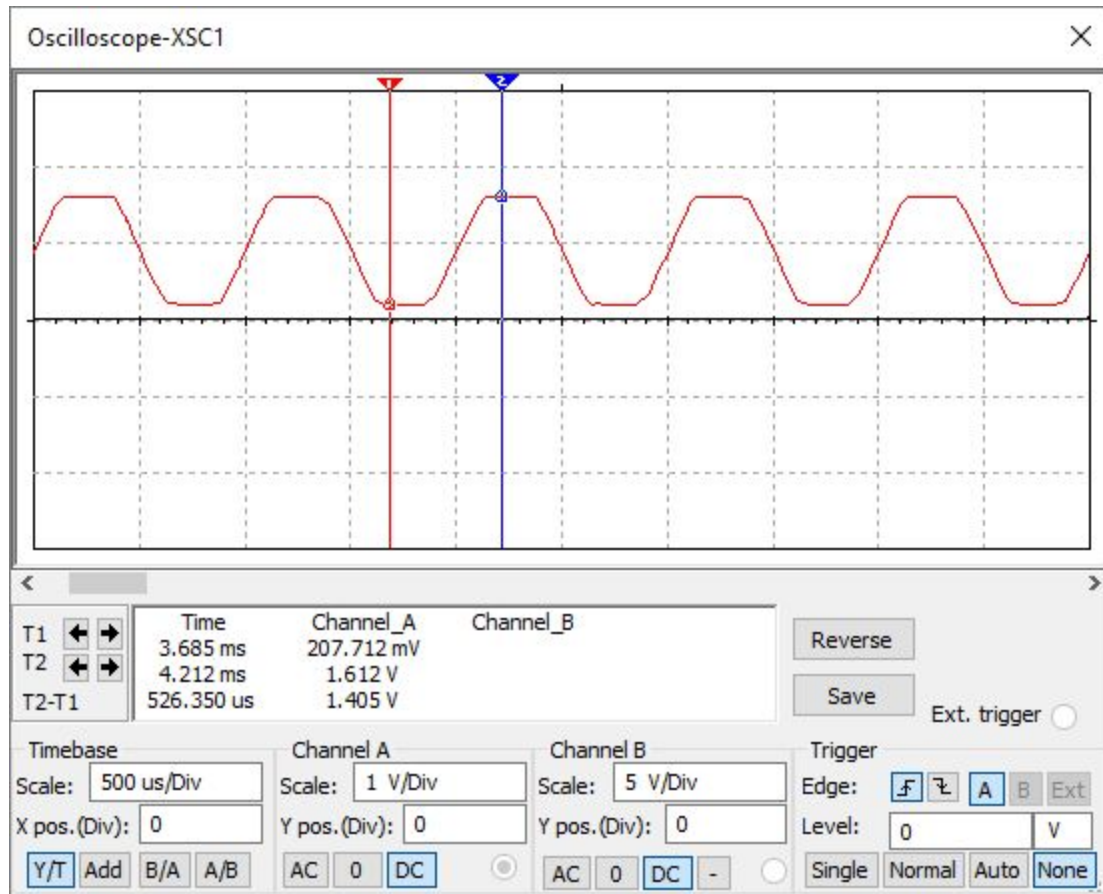 Oscilloscope-XSC1
1 2
Time Channel_A Channel_B
T1 3.685 ms 207.712 mV
T2 4.212 ms 1.612 V
T2-T1 526.350 us 1.405 V
Reverse
Save
Ext. trigger
Timebase Channel A Channel B Trigger
Scale: 500 us/Div Scale: 1 V/Div Scale: 5 V/Div Edge: A B Ext
X pos.(Div): 0 Y pos.(Div): 0 Y pos.(Div): 0 Level: 0 V
Y/T Add B/A A/B AC 0 DC AC 0 DC - Single Normal Auto None